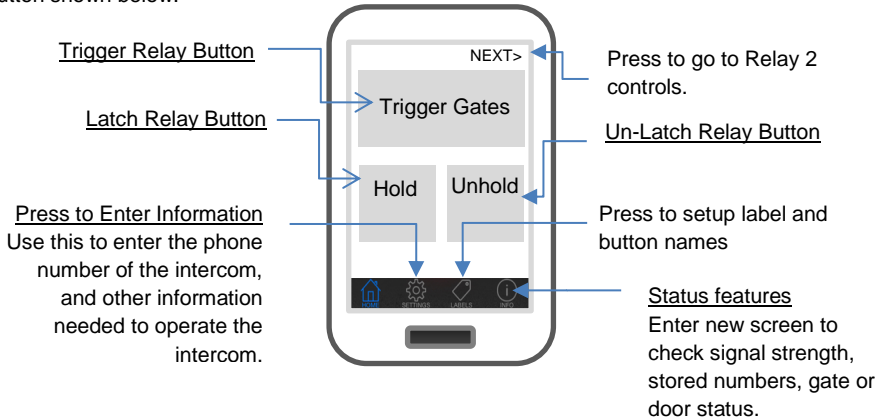 button shown below.
Trigger Relay Button
NEXT>
Press to go to Relay 2
controls.
Trigger Gates
Latch Relay Button
Un-Latch Relay Button
Hold
Unhold
Press to Enter Information
Use this to enter the phone
number of the intercom,
and other information
needed to operate the
intercom.
Press to setup label and
button names
HOME
SETTINGS
LABELS
INFO
Status features
Enter new screen to
check signal strength,
stored numbers, gate or
door status.